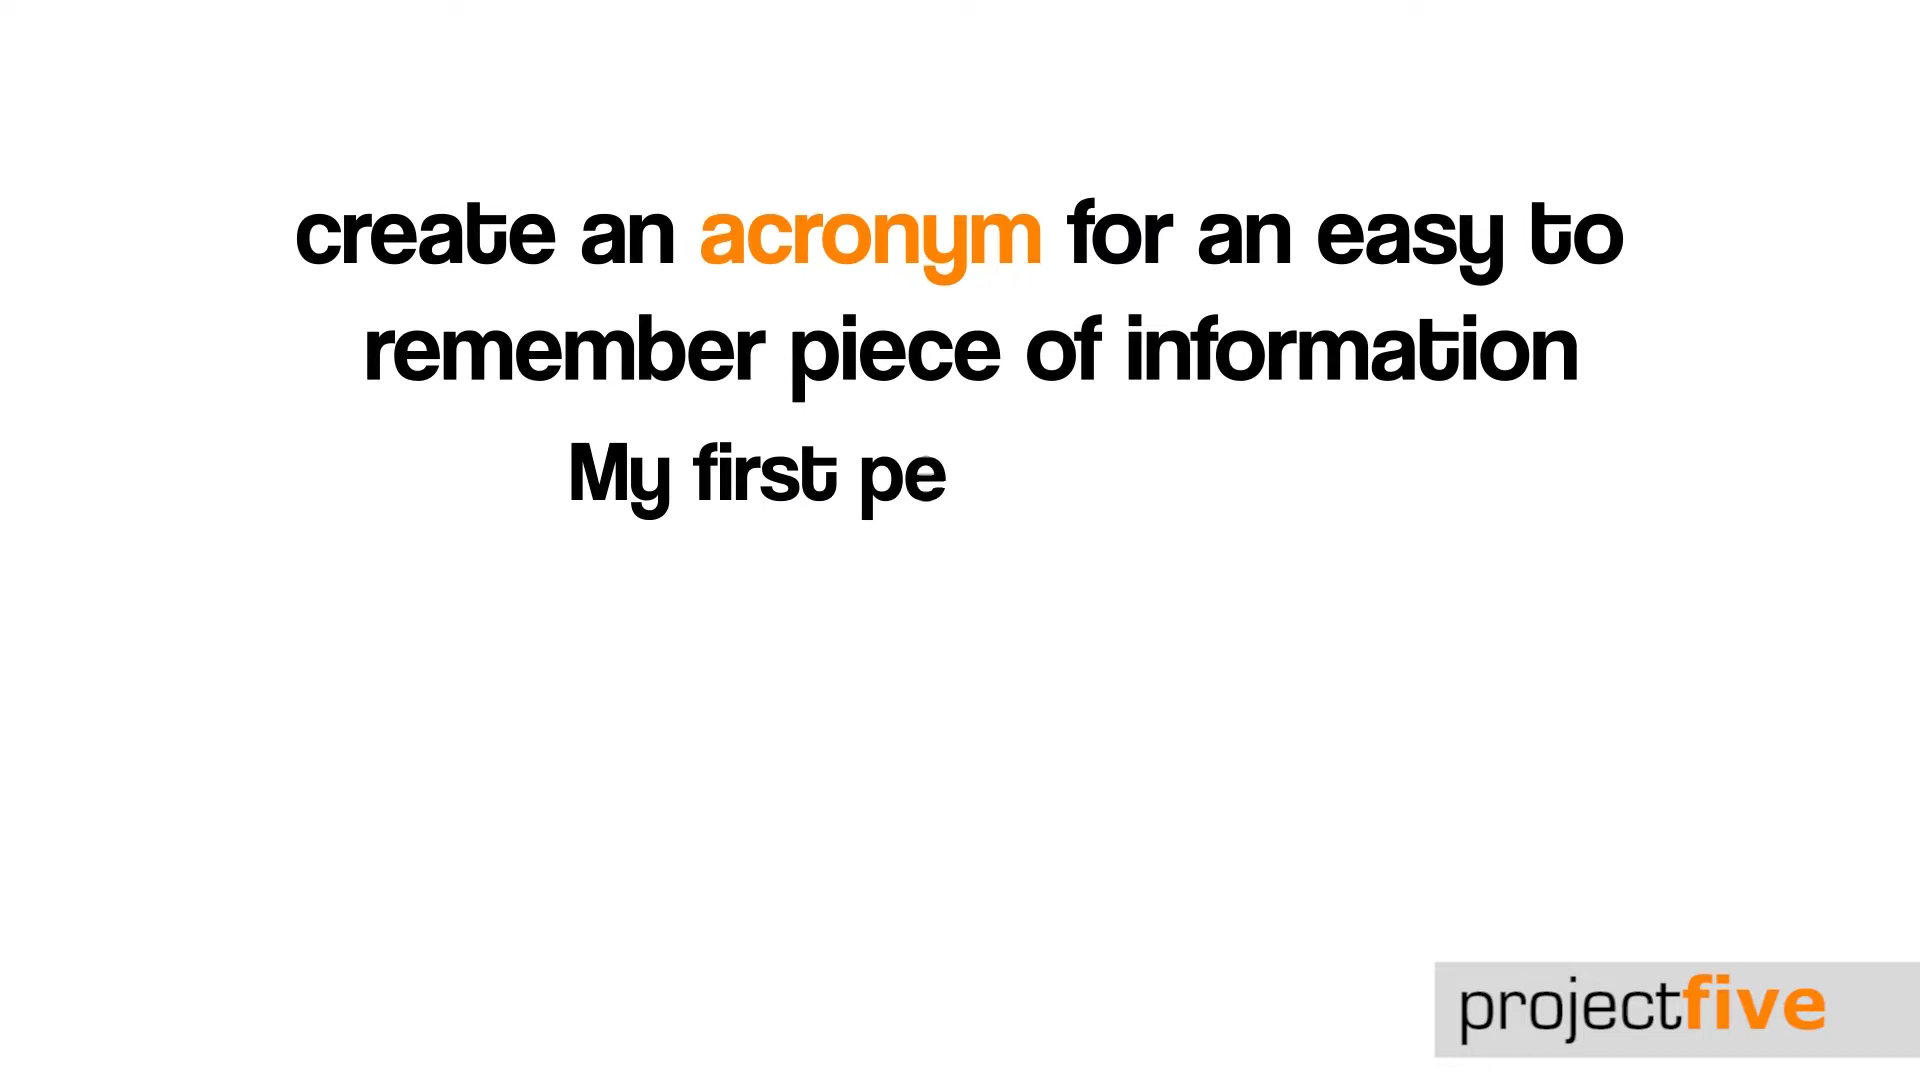 create an acronym for an easy to
remember piece of information
My first pe
projectfive